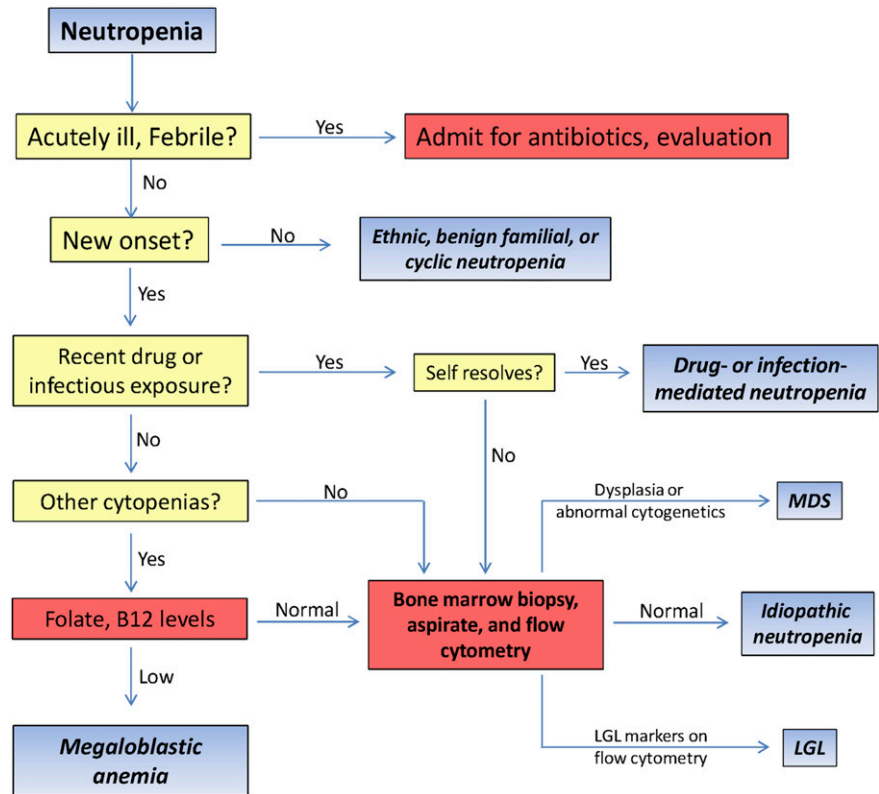 Neutropenia
Acutely ill, Febrile?
Yes
Admit for antibiotics, evaluation
No
New onset?
No
Ethnic, benign familial, or
cyclic neutropenia
Yes
Recent drug or
infectious exposure?
Yes
Self resolves?
Yes
Drug- or infection-
mediated neutropenia
No
No
Other cytopenias?
No
Dysplasia or
abnormal cytogenetics
MDS
Yes
Folate, B12 levels
Normal
Bone marrow biopsy,
aspirate, and flow
cytometry
Normal
Idiopathic
neutropenia
Low
Megaloblastic
anemia
LGL markers on
flow cytometry
LGL